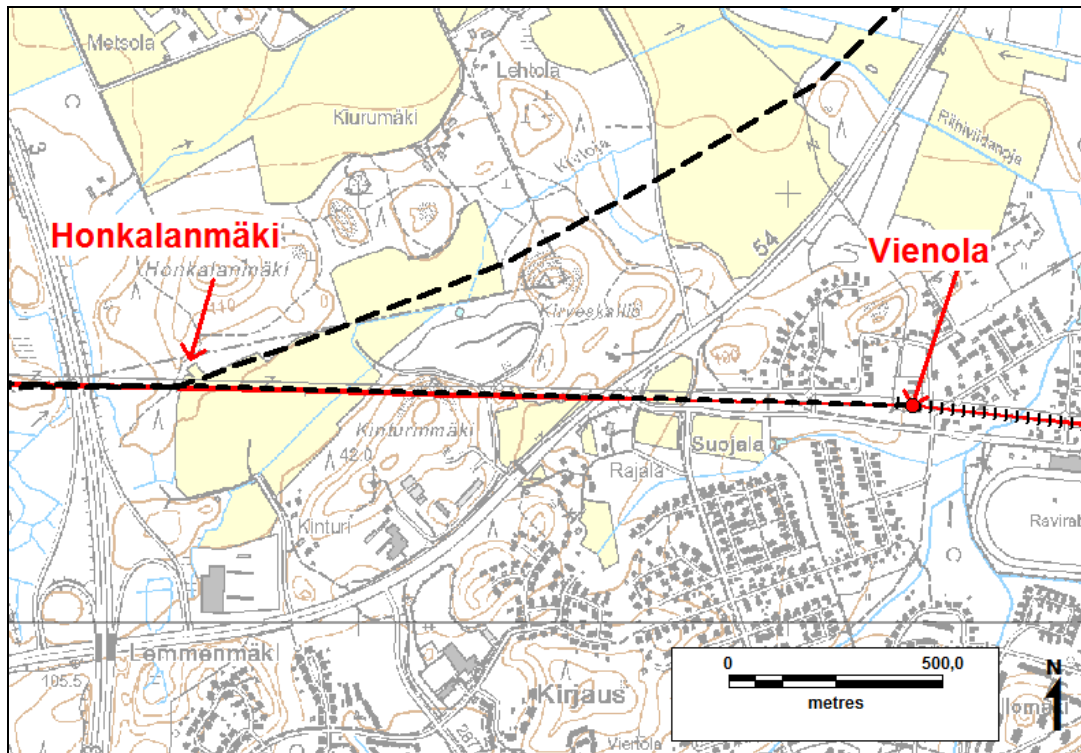 Metsola
Lehtola
Kiurumäki
Riihiviidanoja
3
54
Honkalanmäki
Vienola
Honkalanmäki
110
Kirveskallio
Kinturinmäki
42.0
Suojala
Rajala
Kinturi
Lemmenmäki
105.5
Kirjaus
0 500,0
metres
N